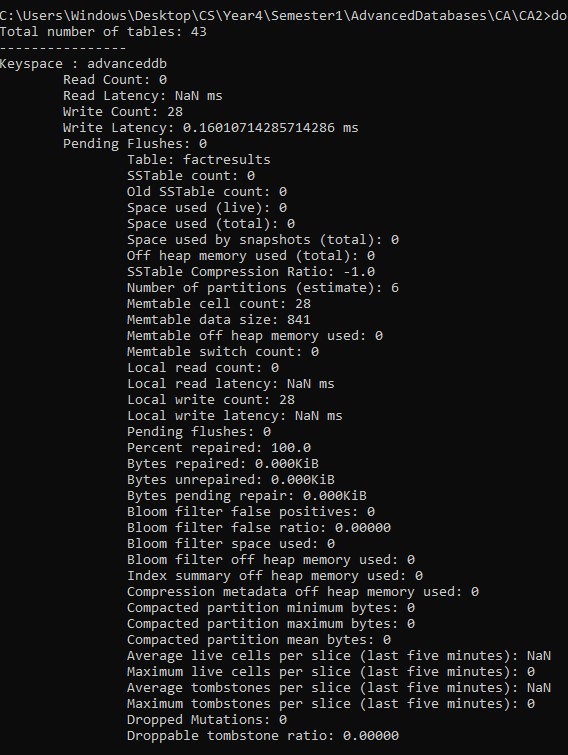 C:\Users\Windows\Desktop\CS\Year4\Semester1\AdvancedDatabases\CA\CA2>do
Total number of tables: 43
----------------
Keyspace : advanceddb
Read Count: 0
Read Latency: NaN ms
Write Count: 28
Write Latency: 0.16010714285714286 ms
Pending Flushes: 0
Table: factresults
SSTable count: 0
Old SSTable count: 0
Space used (live): 0
Space used (total): 0
Space used by snapshots (total): 0
Off heap memory used (total): 0
SSTable Compression Ratio: -1.0
Number of partitions (estimate): 6
Memtable cell count: 28
Memtable data size: 841
Memtable off heap memory used: 0
Memtable switch count: 0
Local read count: 0
Local read latency: NaN ms
Local write count: 28
Local write latency: NaN ms
Pending flushes: 0
Percent repaired: 100.0
Bytes repaired: 0.000KiB
Bytes unrepaired: 0.000KiB
Bytes pending repair: 0.000KiB
Bloom filter false positives: 0
Bloom filter false ratio: 0.00000
Bloom filter space used: 0
Bloom filter off heap memory used: 0
Index summary off heap memory used: 0
Compression metadata off heap memory used: 0
Compacted partition minimum bytes: 0
Compacted partition maximum bytes: 0
Compacted partition mean bytes: 0
Average live cells per slice (last five minutes): NaN
Maximum live cells per slice (last five minutes): 0
Average tombstones per slice (last five minutes): NaN
Maximum tombstones per slice (last five minutes): 0
Dropped Mutations: 0
Droppable tombstone ratio: 0.00000